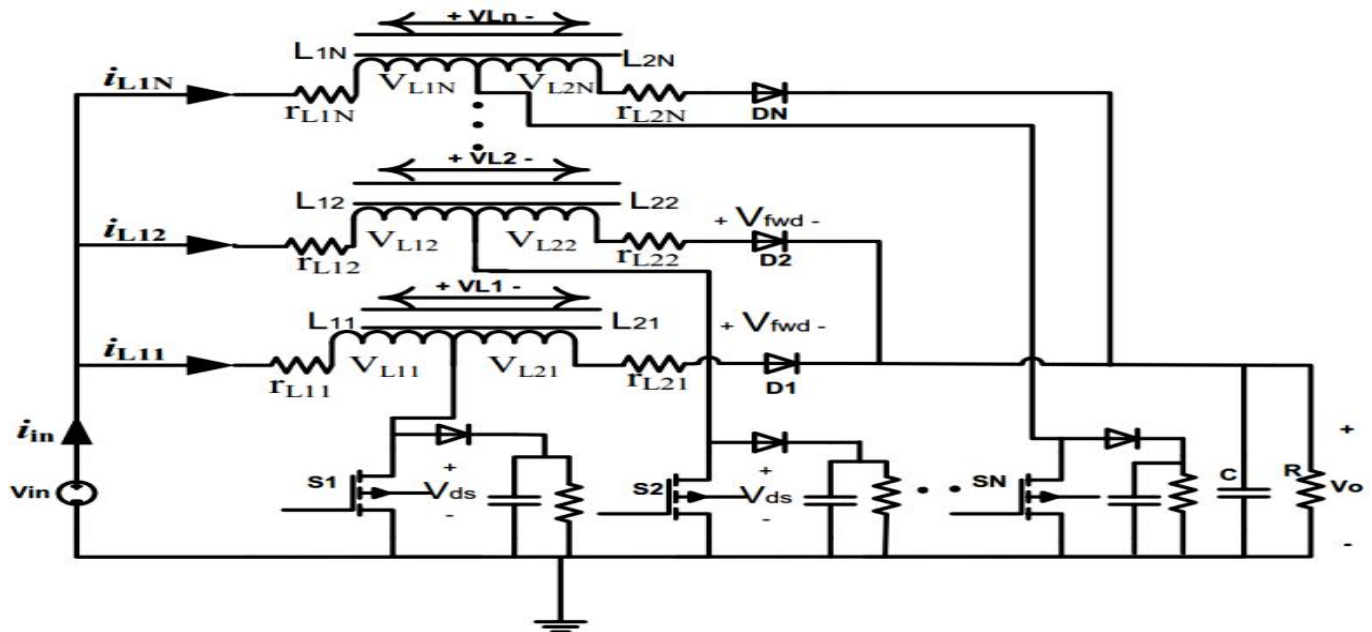 + VLn -
L1N
L2N
iL1N
VL1N
VL2N
rL1N
rL2N
DN
+ VL2 -
L12
L22
iL12
VL12
VL22
+ Vfwd -
rL12
rL22
D2
+ VL1 -
L11
L21
+ Vfwd -
iL11
VL11
VL21
rL11
rL21
D1
iin
Vin
S1
+
Vds
-
S2
+
Vds
-
SN
C
R
+
Vo
-